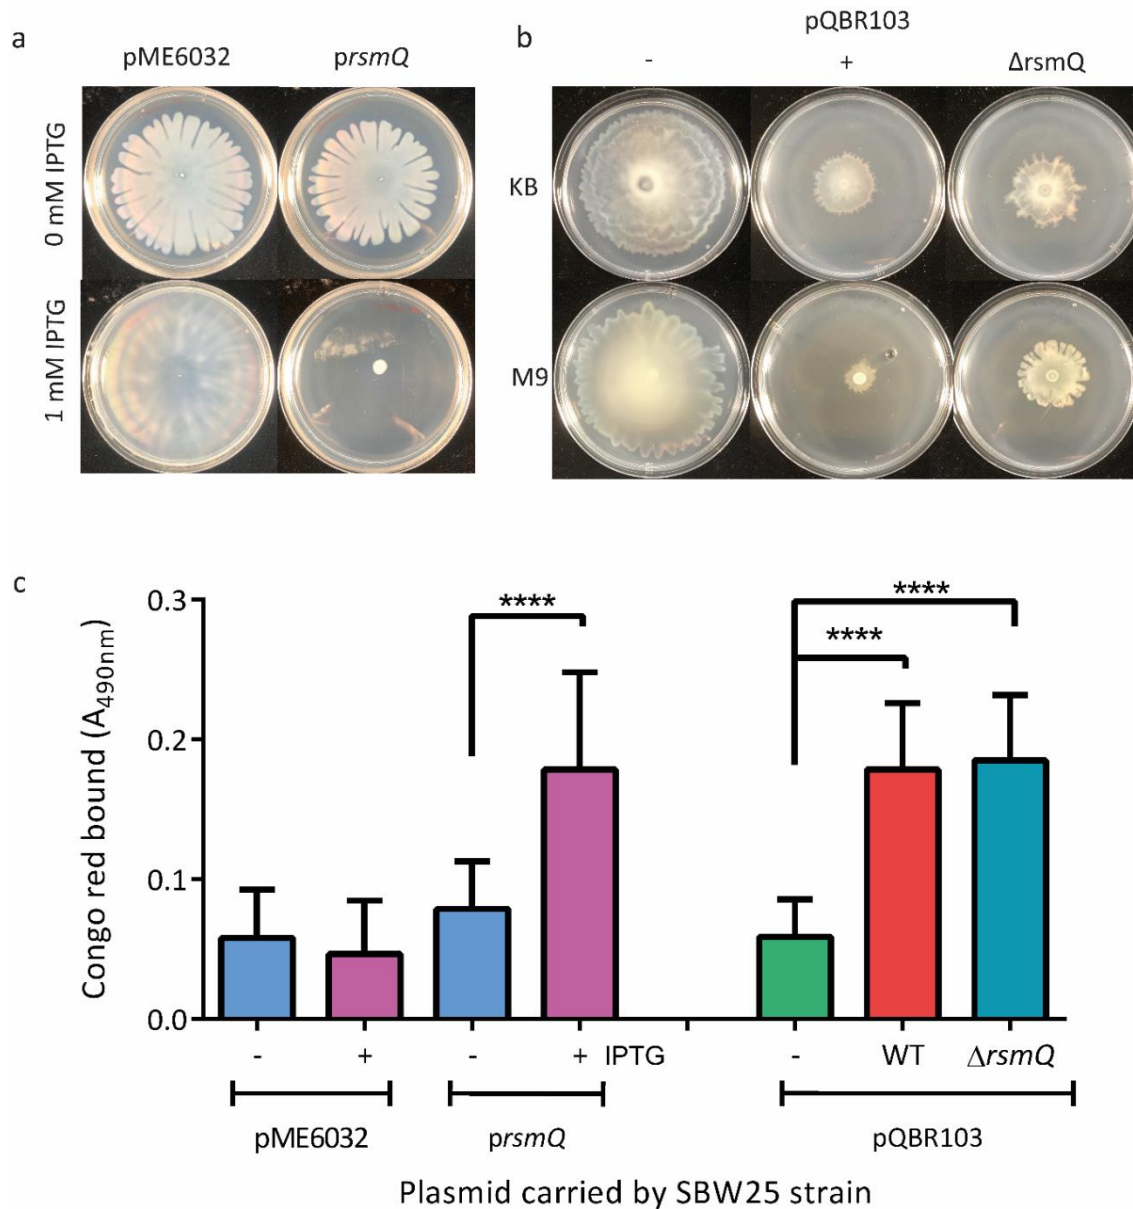 a
pME6032
prsmQ
0 mM IPTG
1 mM IPTG
b
pQBR103
-
+
ΔrsmQ
KB
M9
c
Congo red bound (A490nm)
0.3
0.2
0.1
0.0
****
****
****
-
+
-
+ IPTG
-
WT
ΔrsmQ
pME6032
prsmQ
pQBR103
Plasmid carried by SBW25 strain